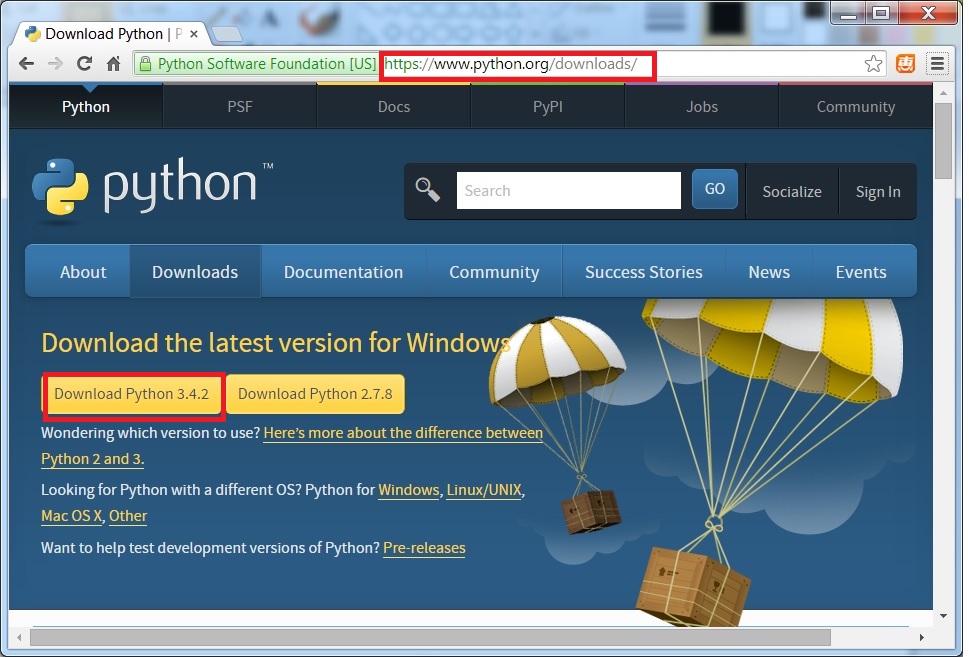 Download Python | P
Python Software Foundation [US] https://www.python.org/downloads/
Python PSF Docs PyPI Jobs Community
python™
Search GO Socialize Sign In
About Downloads Documentation Community Success Stories News Events
Download the latest version for Windows
Download Python 3.4.2 Download Python 2.7.8
Wondering which version to use? Here's more about the difference between
Python 2 and 3.
Looking for Python with a different OS? Python for Windows, Linux/UNIX,
Mac OS X, Other
Want to help test development versions of Python? Pre-releases